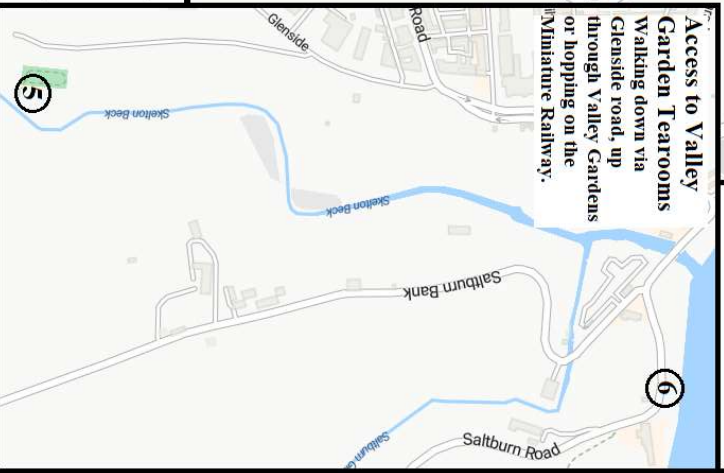 Access to Valley
Garden Tearooms
Walking down via
Glenside road, up
through Valley Gardens
or hopping on the
Miniature Railway.
Glenside
Road
5
Skelton Beck
Skelton Beck
Saltburn Bank
6
Saltburn Road
Saltburn